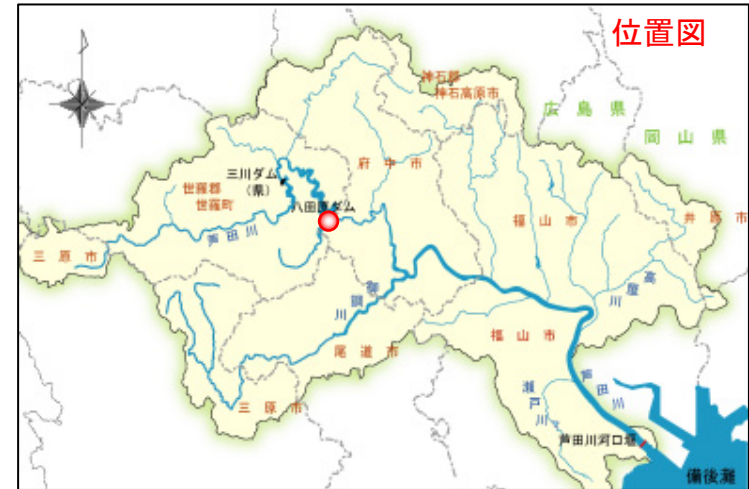 位置図
神石郡
神石高原市
広島県
岡山県
府中市
三川ダム
(県)
世羅郡
世羅町
八田原ダム
芦田川
福山市
井原市
三原市
御調川
高屋川
尾道市
福山市
芦田川
瀬戸川
三原市
芦田川河口堰
備後灘